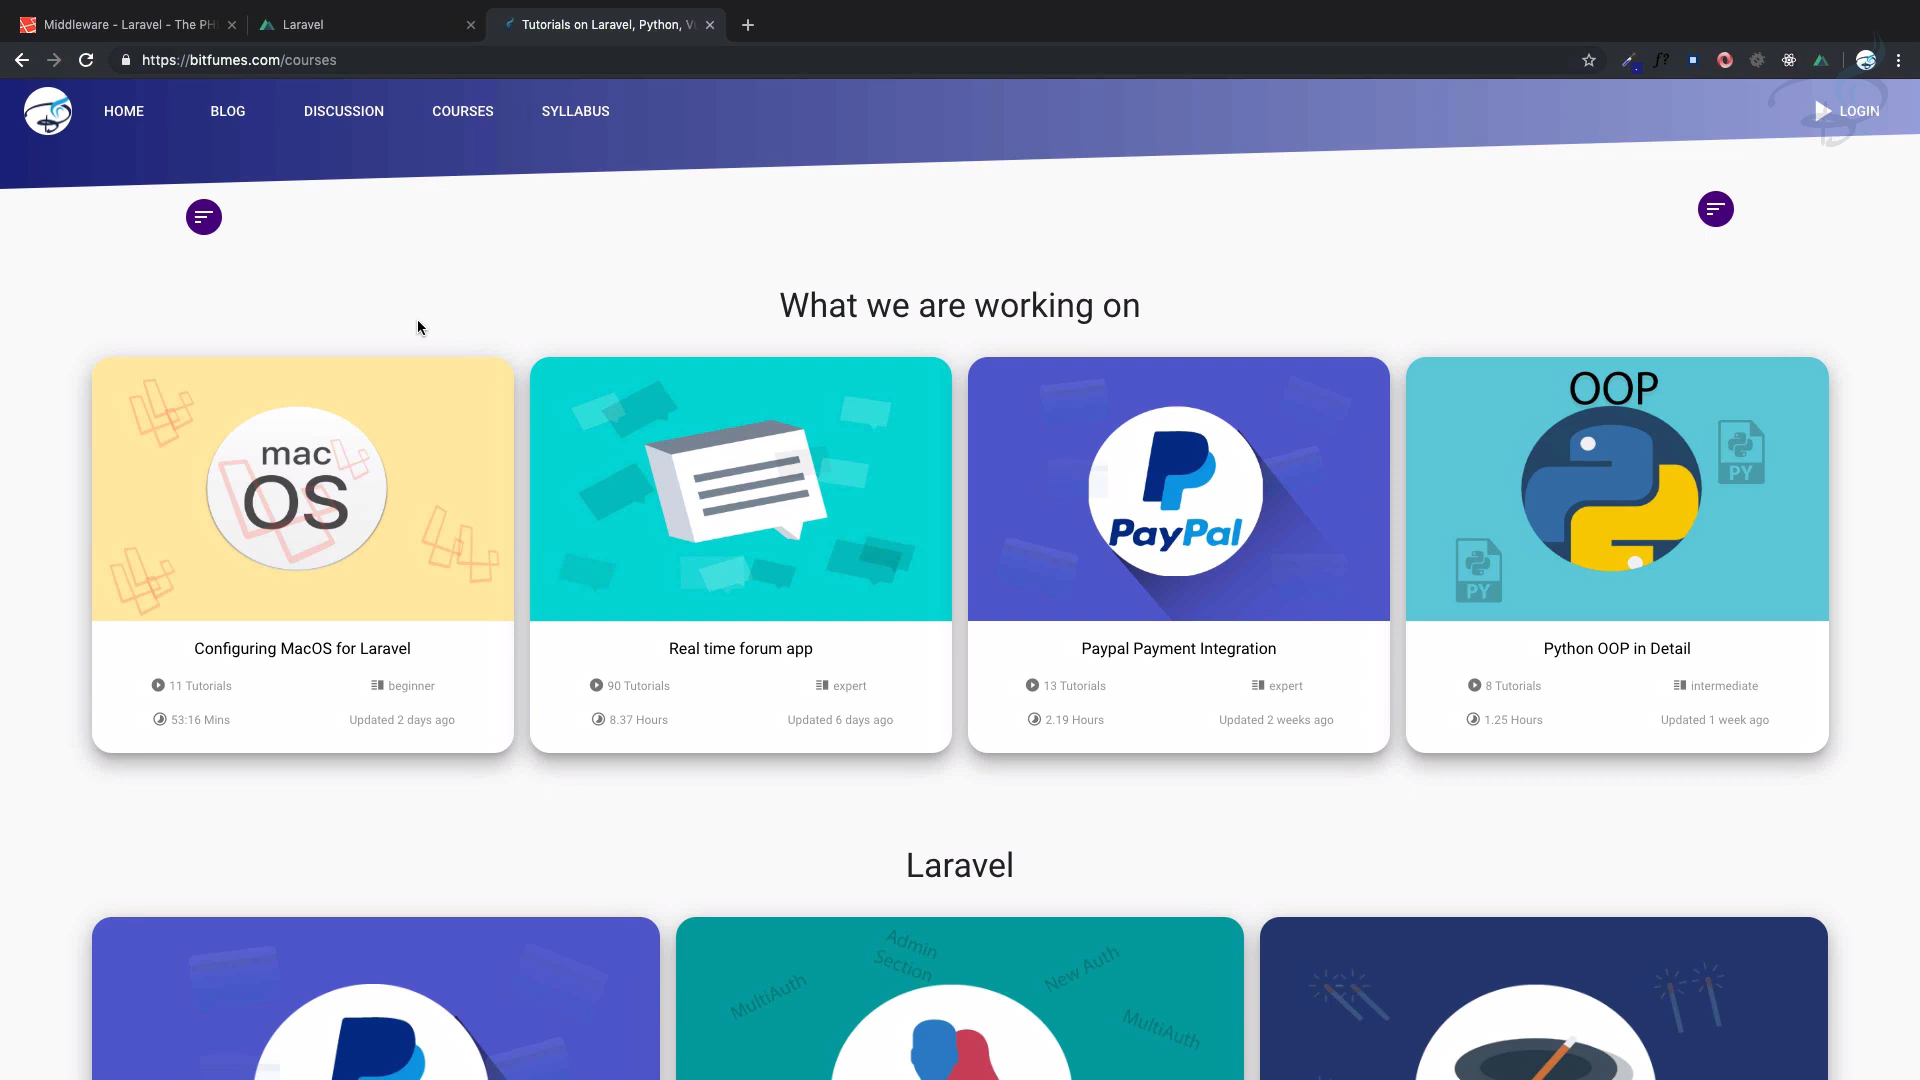 Middleware - Laravel - The PH
Laravel
Tutorials on Laravel, Python, V
https://bitfumes.com/courses
HOME
BLOG
DISCUSSION
COURSES
SYLLABUS
LOGIN
What we are working on
mac
OS
PayPal
OOP
PY
PY
Configuring MacOS for Laravel
Real time forum app
Paypal Payment Integration
Python OOP in Detail
11 Tutorials
beginner
90 Tutorials
expert
13 Tutorials
expert
8 Tutorials
intermediate
53:16 Mins
Updated 2 days ago
8.37 Hours
Updated 6 days ago
2.19 Hours
Updated 2 weeks ago
1.25 Hours
Updated 1 week ago
Laravel
Admin
Section
New Auth
MultiAuth
MultiAuth